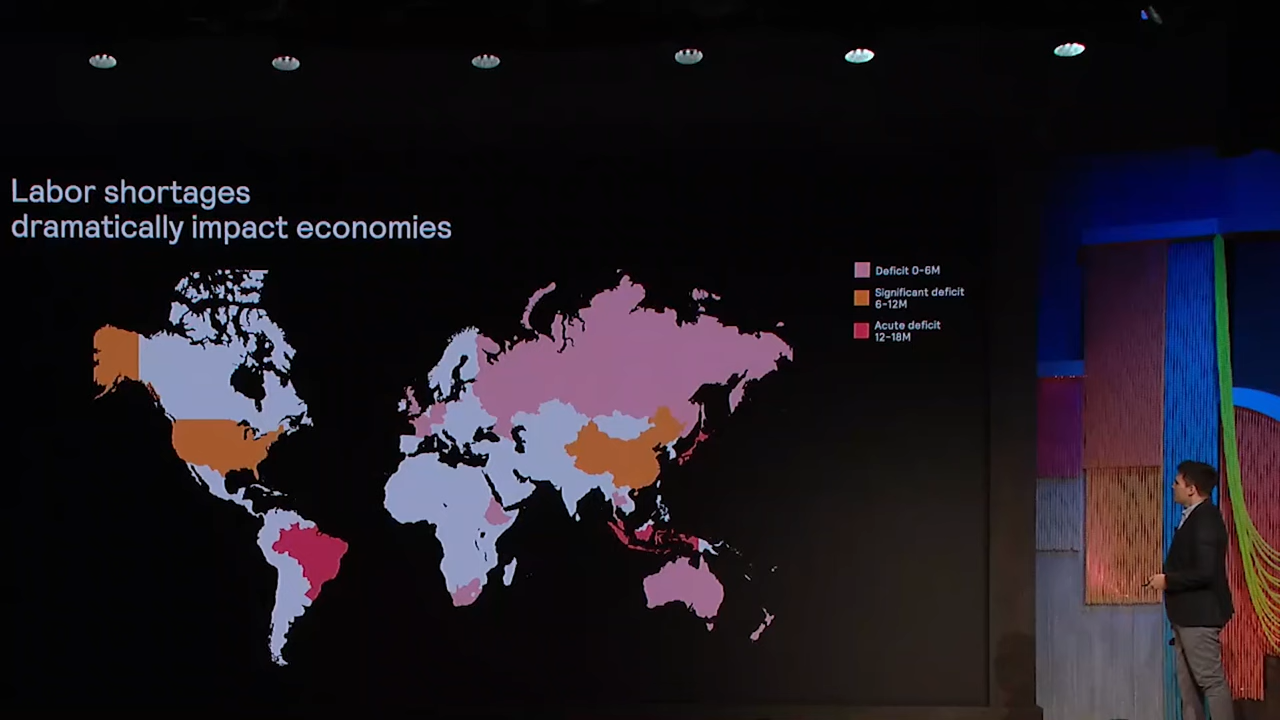 Labor shortages
dramatically impact economies
Deficit 0-6M
Significant deficit
6-12M
Acute deficit
12-18M